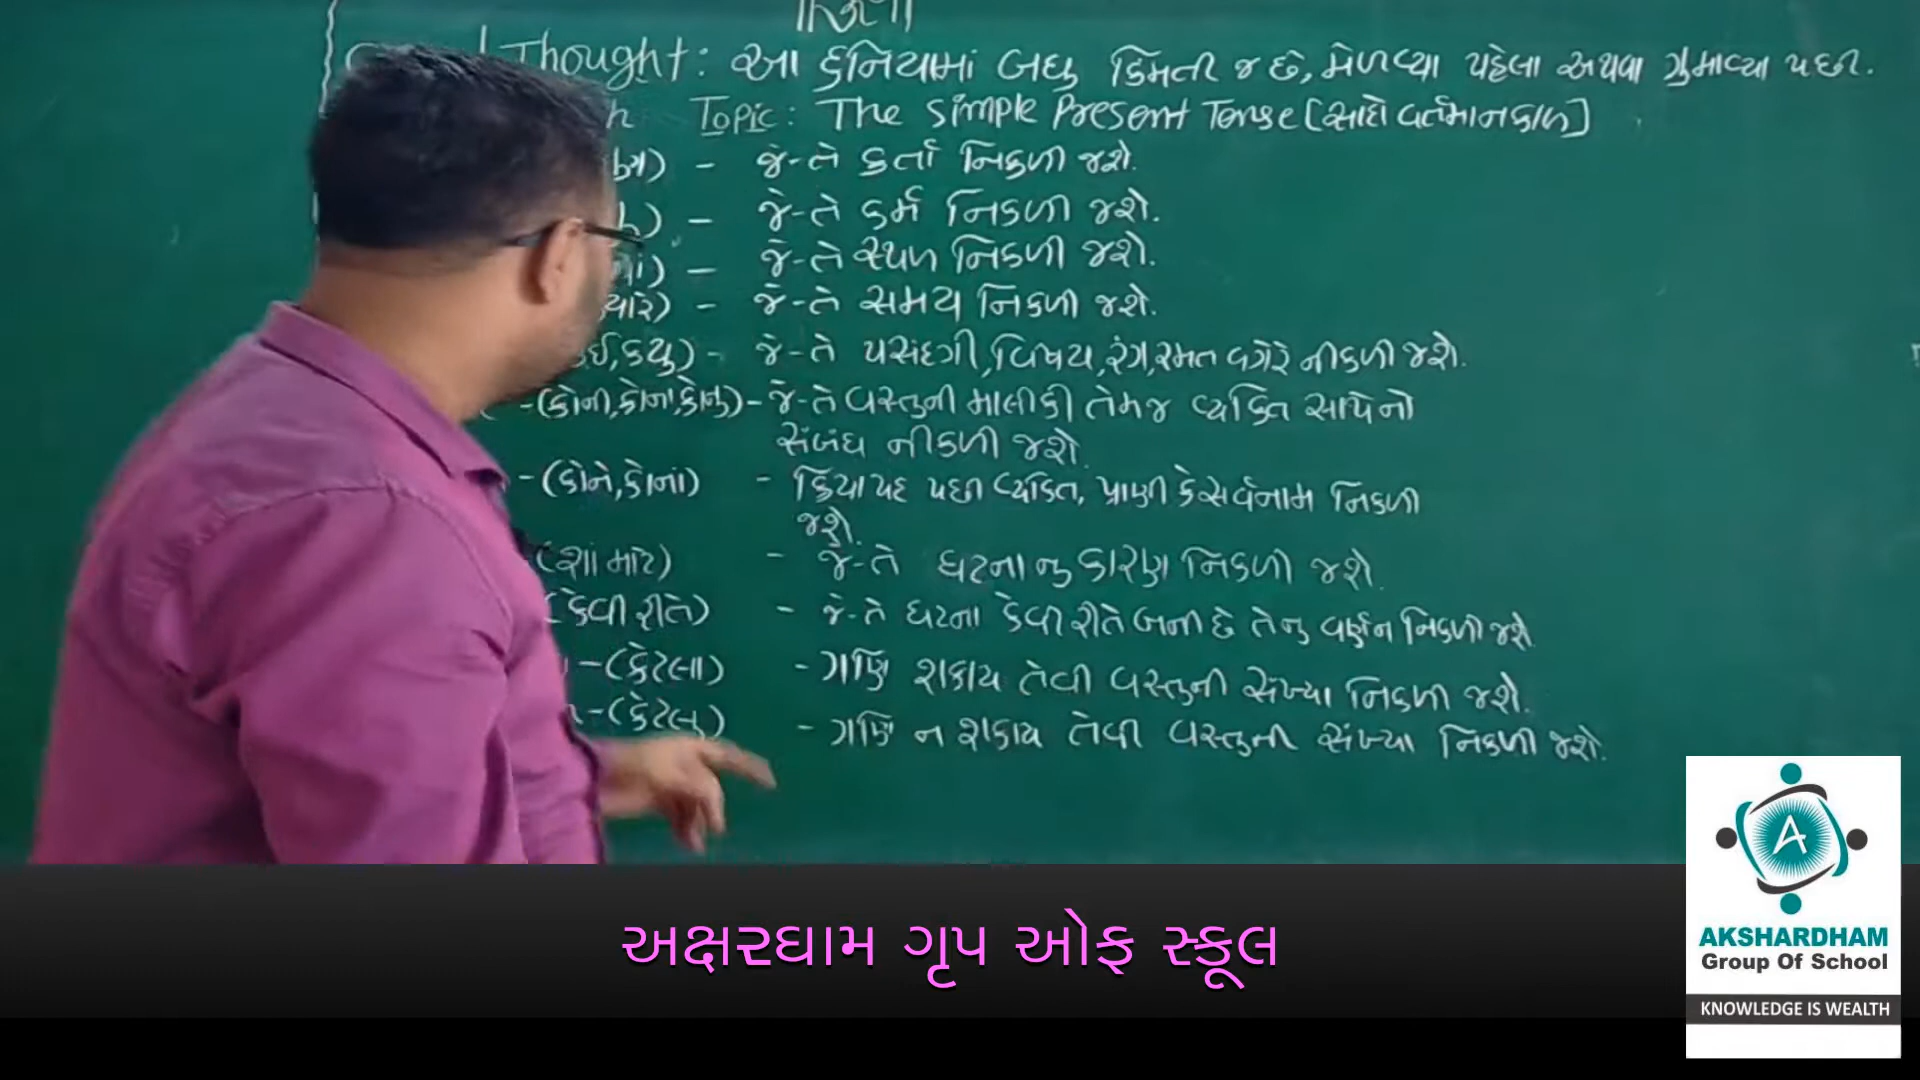 Thought: આ દુનિયામાં બધુ કિંમતી જ છે, મેળવ્યા પહેલા અથવા ગુમાવ્યા પછી.
Topic: The Simple Present Tense [સાદો વર્તમાનકાળ]
- જે-તે કર્તા નિકળી જશે.
- જે-તે કર્મ નિકળી જશે.
- જે-તે સ્થળ નિકળી જશે.
- જે-તે સમય નિકળી જશે.
કયુ) - જે-તે પસંદગી, વિષય, રંગ, રમત વગેરે નીકળી જશે.
-(કોની, કોના, કોનુ) - જે-તે વસ્તુની માલીકી તેમજ વ્યકિત સાથેનો
સંબંધ નીકળી જશે.
-(કોને, કોના) - ક્રિયાપદ પછી વ્યકિત, પ્રાણી કે સર્વનામ નિકળી
જશે.
(શા માટે) - જે-તે ઘટના નુ કારણ નિકળી જશે.
(કેવી રીતે) - જે-તે ઘટના કેવી રીતે બની છે તેનુ વર્ણન નિકળી જશે.
-(કેટલા) - ગણિ શકાય તેવી વસ્તુની સંખ્યા નિકળી જશે.
-(કેટલુ) - ગણિ ન શકાય તેવી વસ્તુની સંખ્યા નિકળી જશે.
અક્ષરધામ ગૃપ ઓફ સ્કૂલ
A
AKSHARDHAM
Group Of School
KNOWLEDGE IS WEALTH